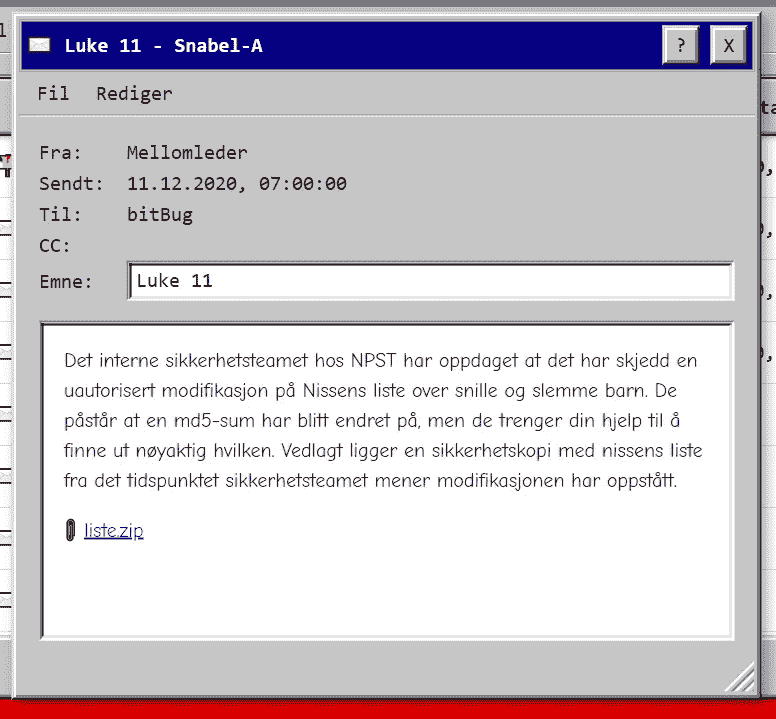 Luke 11 - Snabel-A
? X
Fil Rediger
Fra: Mellomleder
Sendt: 11.12.2020, 07:00:00
Til: bitBug
CC:
Emne: Luke 11
Det interne sikkerhetsteamet hos NPST har oppdaget at det har skjedd en
uautorisert modifikasjon på Nissens liste over snille og slemme barn. De
påstår at en md5-sum har blitt endret på, men de trenger din hjelp til å
finne ut nøyaktig hvilken. Vedlagt ligger en sikkerhetskopi med nissens liste
fra det tidspunktet sikkerhetsteamet mener modifikasjonen har oppstått.
liste.zip